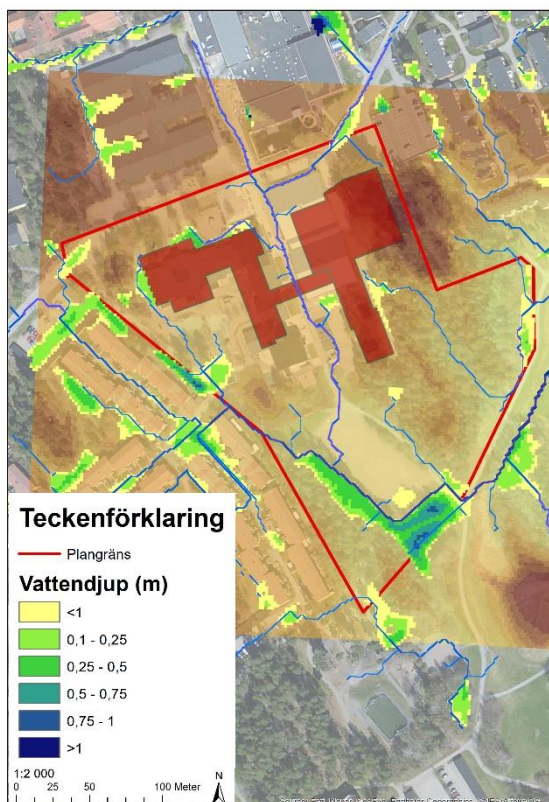 Teckenförklaring
Plangräns
Vattendjup (m)
<1
0,1 - 0,25
0,25 - 0,5
0,5 - 0,75
0,75 - 1
>1
1:2 000
0 25 50 100 Meter
N